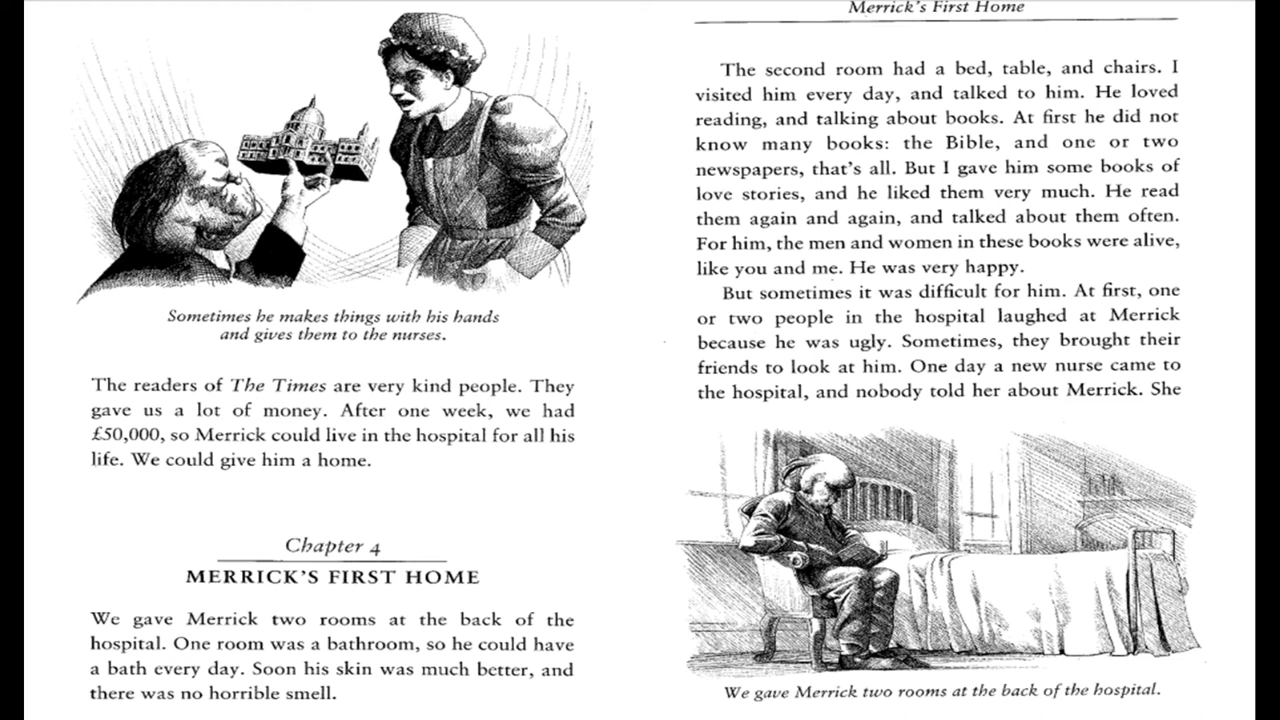 Sometimes he makes things with his hands
and gives them to the nurses.
The readers of The Times are very kind people. They
gave us a lot of money. After one week, we had
£50,000, so Merrick could live in the hospital for all his
life. We could give him a home.
Chapter 4
MERRICK'S FIRST HOME
We gave Merrick two rooms at the back of the
hospital. One room was a bathroom, so he could have
a bath every day. Soon his skin was much better, and
there was no horrible smell.
Merrick's First Home
The second room had a bed, table, and chairs. I
visited him every day, and talked to him. He loved
reading, and talking about books. At first he did not
know many books: the Bible, and one or two
newspapers, that's all. But I gave him some books of
love stories, and he liked them very much. He read
them again and again, and talked about them often.
For him, the men and women in these books were alive,
like you and me. He was very happy.
But sometimes it was difficult for him. At first, one
or two people in the hospital laughed at Merrick
because he was ugly. Sometimes, they brought their
friends to look at him. One day a new nurse came to
the hospital, and nobody told her about Merrick. She
We gave Merrick two rooms at the back of the hospital.